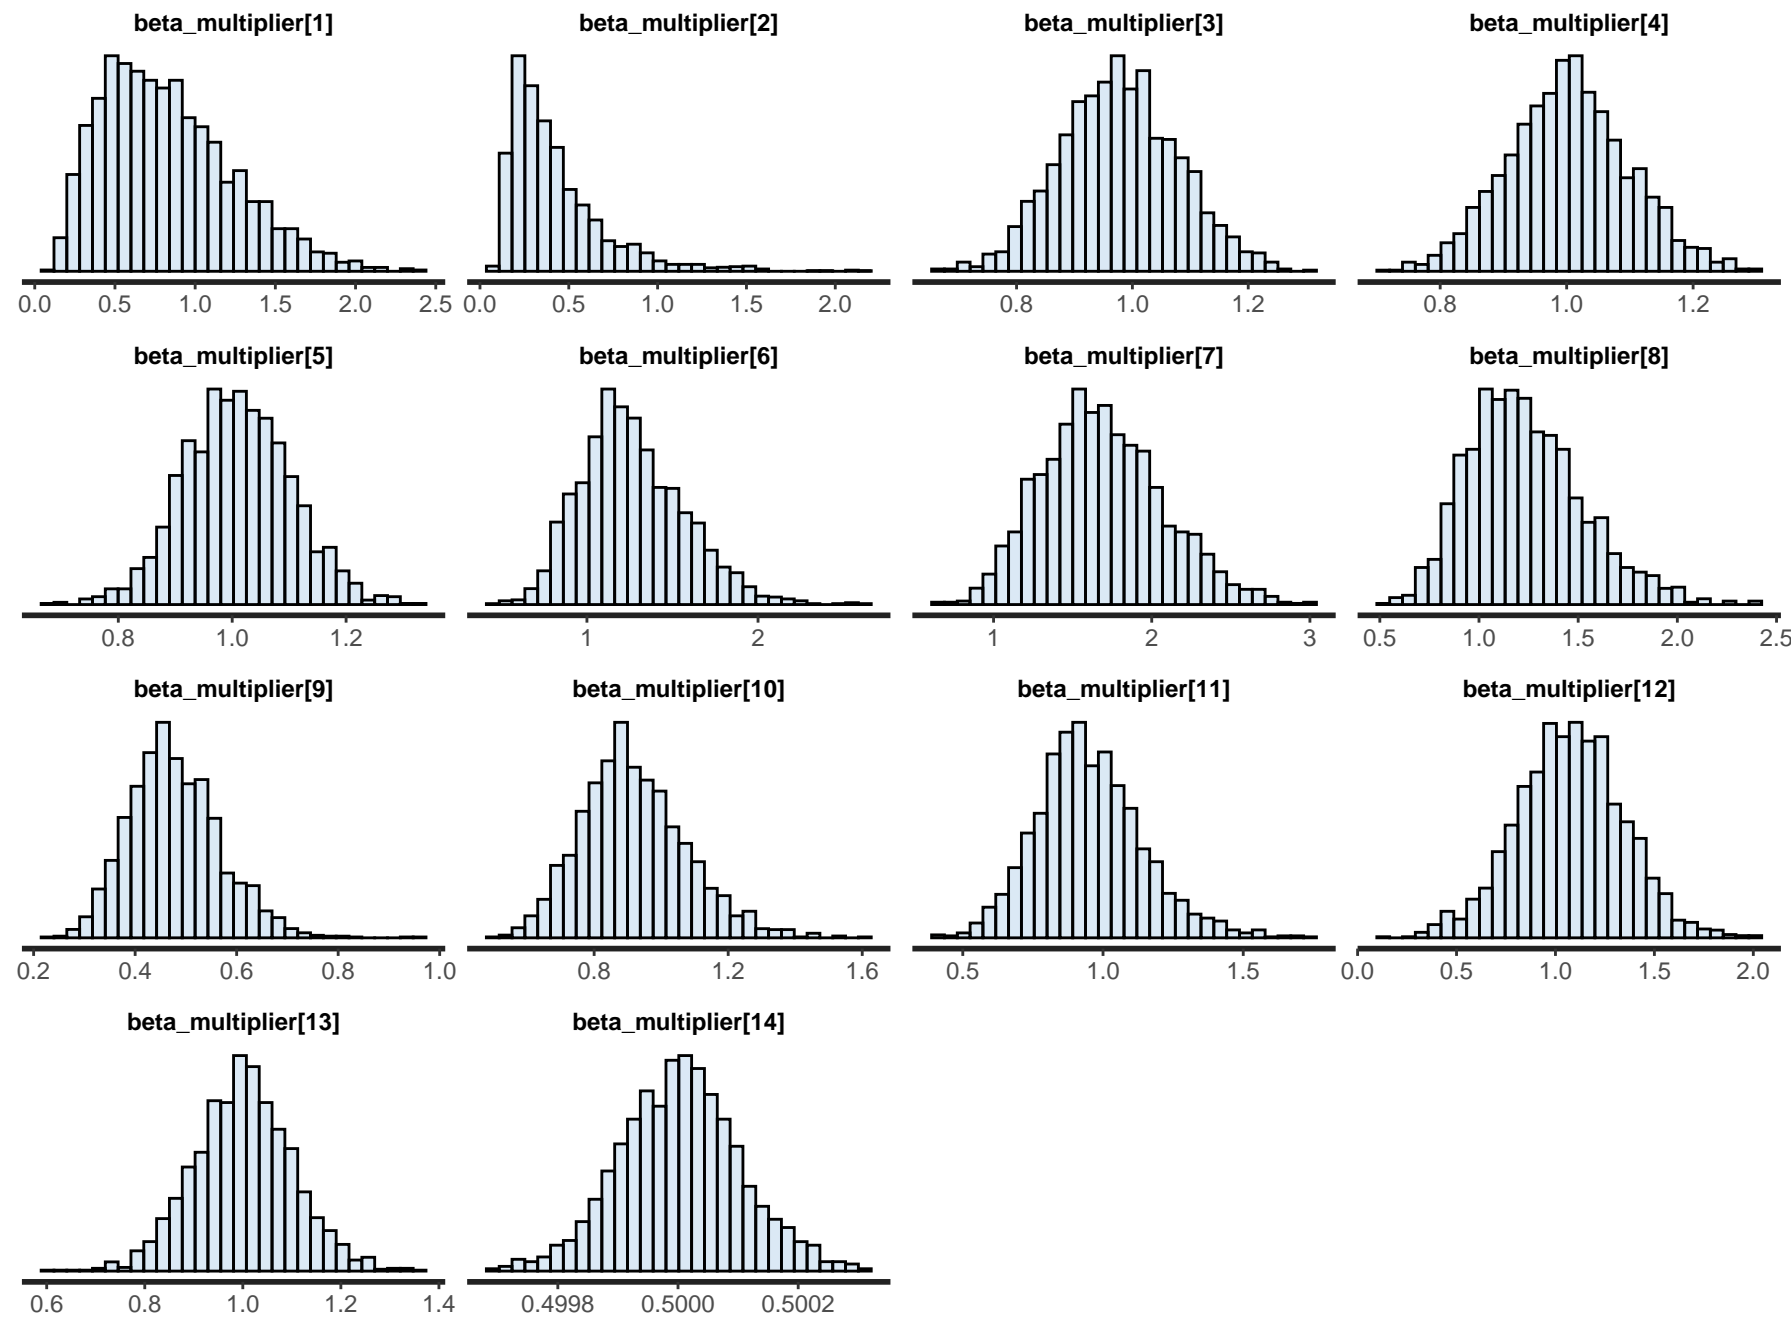 beta_multiplier[1] beta_multiplier[2] beta_multiplier[3] beta_multiplier[4]
0.0 0.5 1.0 1.5 2.0 2.5 0.0 0.5 1.0 1.5 2.0 0.8 1.0 1.2 0.8 1.0 1.2
beta_multiplier[5] beta_multiplier[6] beta_multiplier[7] beta_multiplier[8]
0.8 1.0 1.2 1 2 1 2 3 0.5 1.0 1.5 2.0 2.5
beta_multiplier[9] beta_multiplier[10] beta_multiplier[11] beta_multiplier[12]
0.2 0.4 0.6 0.8 1.0 0.8 1.2 1.6 0.5 1.0 1.5 0.0 0.5 1.0 1.5 2.0
beta_multiplier[13] beta_multiplier[14]
0.6 0.8 1.0 1.2 1.4 0.4998 0.5000 0.5002